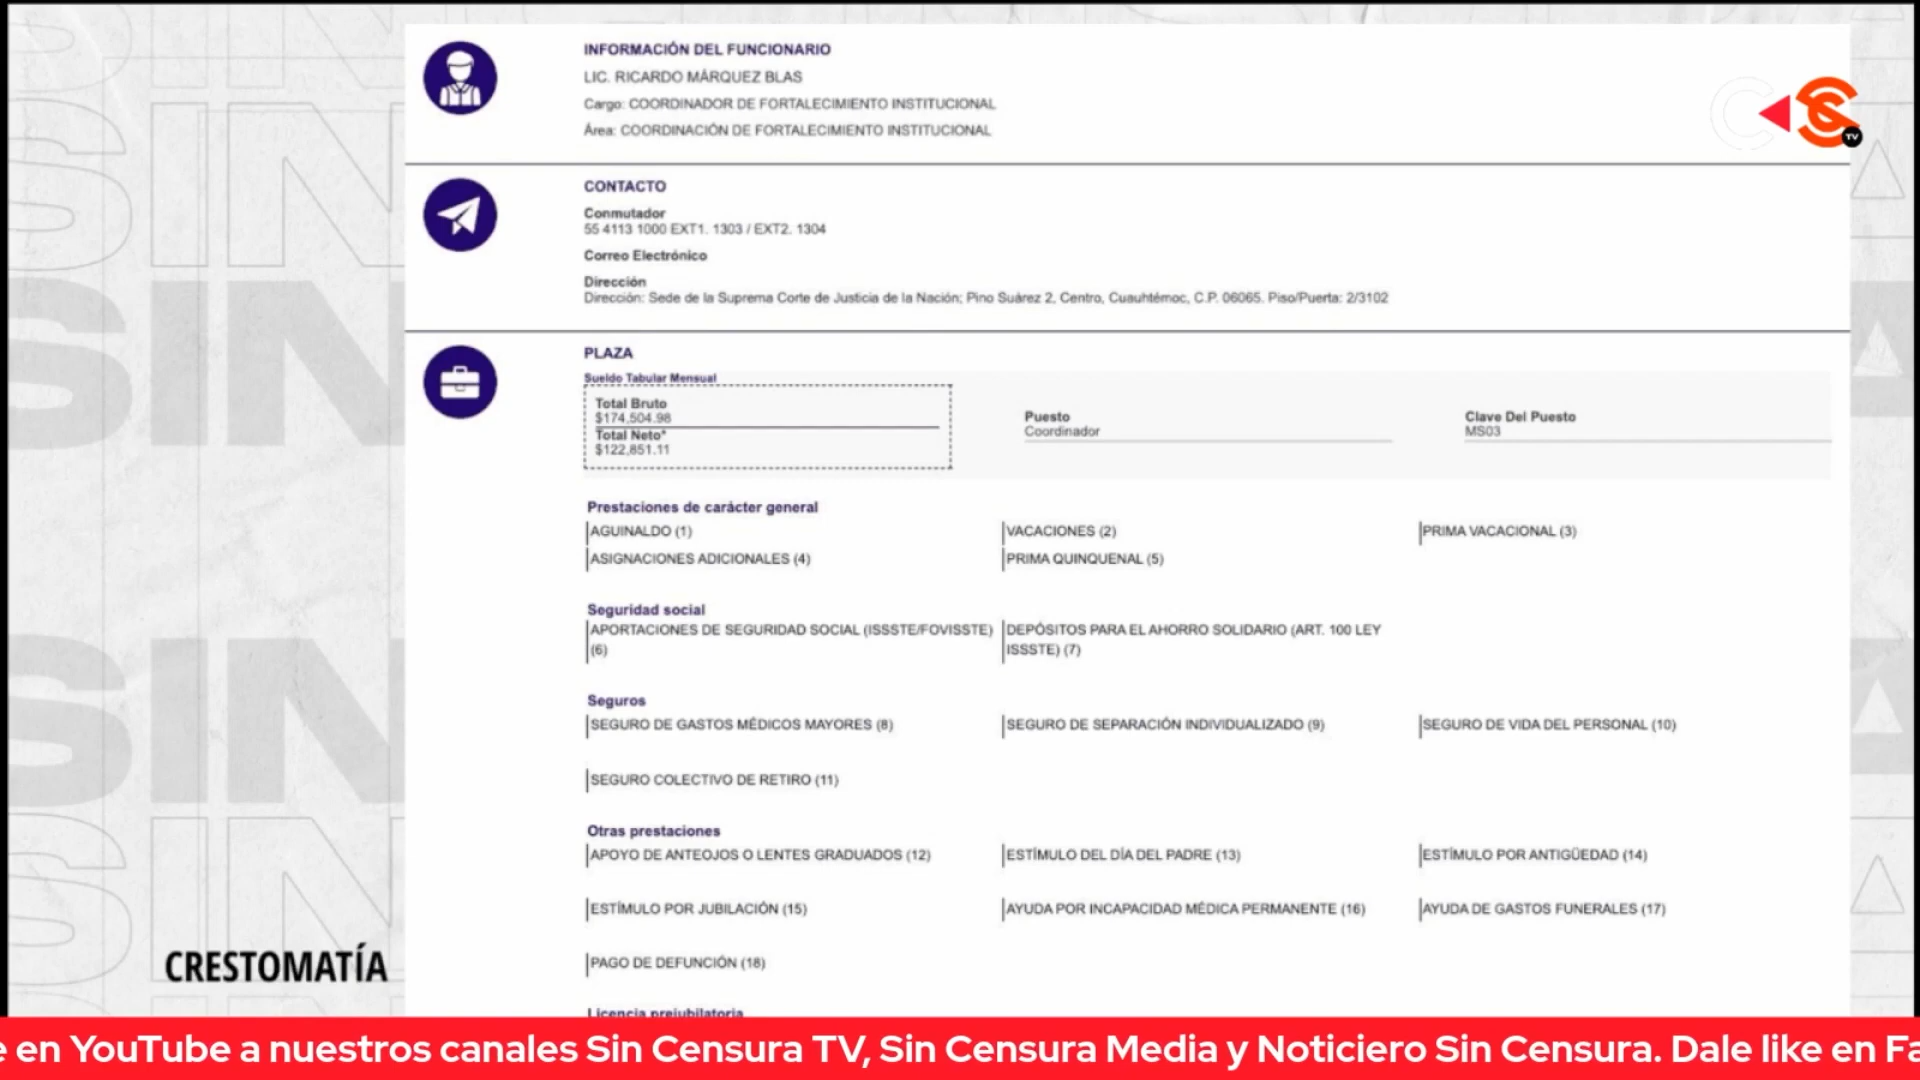 INFORMACIÓN DEL FUNCIONARIO
LIC. RICARDO MÁRQUEZ BLAS
Cargo: COORDINADOR DE FORTALECIMIENTO INSTITUCIONAL
Área: COORDINACIÓN DE FORTALECIMIENTO INSTITUCIONAL
CONTACTO
Conmutador
55 4113 1000 EXT1. 1303 / EXT2. 1304
Correo Electrónico
Dirección
Dirección: Sede de la Suprema Corte de Justicia de la Nación; Pino Suárez 2, Centro, Cuauhtémoc, C.P. 06065. Piso/Puerta: 2/3102
PLAZA
Sueldo Tabular Mensual
Total Bruto
$174,504.98
Total Neto*
$122,851.11
Puesto
Coordinador
Clave Del Puesto
MS03
Prestaciones de carácter general
AGUINALDO (1)
VACACIONES (2)
PRIMA VACACIONAL (3)
ASIGNACIONES ADICIONALES (4)
PRIMA QUINQUENAL (5)
Seguridad social
APORTACIONES DE SEGURIDAD SOCIAL (ISSSTE/FOVISSTE)
(6)
DEPÓSITOS PARA EL AHORRO SOLIDARIO (ART. 100 LEY
ISSSTE) (7)
Seguros
SEGURO DE GASTOS MÉDICOS MAYORES (8)
SEGURO DE SEPARACIÓN INDIVIDUALIZADO (9)
SEGURO DE VIDA DEL PERSONAL (10)
SEGURO COLECTIVO DE RETIRO (11)
Otras prestaciones
APOYO DE ANTEOJOS O LENTES GRADUADOS (12)
ESTÍMULO DEL DÍA DEL PADRE (13)
ESTÍMULO POR ANTIGÜEDAD (14)
ESTÍMULO POR JUBILACIÓN (15)
AYUDA POR INCAPACIDAD MÉDICA PERMANENTE (16)
AYUDA DE GASTOS FUNERALES (17)
PAGO DE DEFUNCIÓN (18)
Licencia prejubilatoria
CRESTOMATÍA
TV
SIN
SIN
SIN
SIN
SIN
e en YouTube a nuestros canales Sin Censura TV, Sin Censura Media y Noticiero Sin Censura. Dale like en Fa